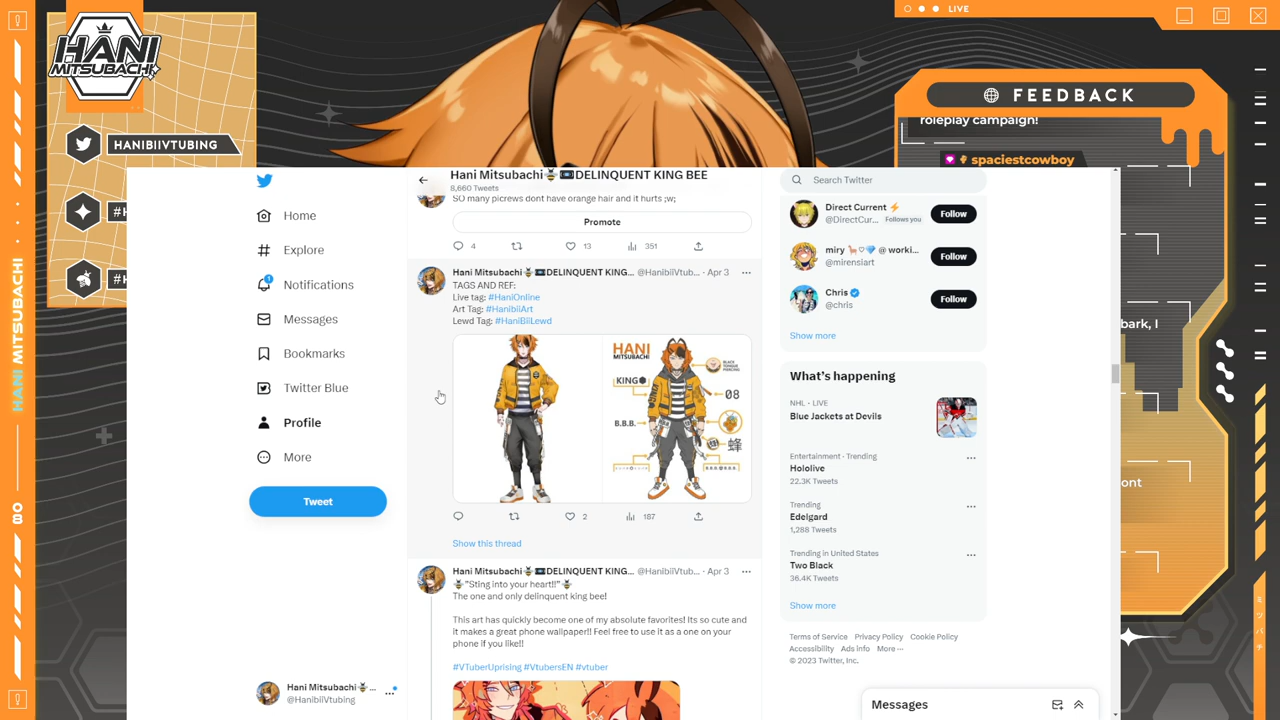 HANI
MITSUBACHI
HANIBIIVTUBING
#H
#H
HANI MITSUBACHI
08
LIVE
FEEDBACK
roleplay campaign!
spaciestcowboy
bark, I
ont
ミツバチ
Home
Explore
1
Notifications
Messages
Bookmarks
Twitter Blue
Profile
More
Tweet
Hani Mitsubachi🐝...
@HanibiiVtubing
Hani Mitsubachi🐝📼DELINQUENT KING BEE
8,660 Tweets
SO many picrews dont have orange hair and it hurts ;w;
Promote
4
13
351
Hani Mitsubachi🐝📼DELINQUENT KING... @HanibiiVtub... · Apr 3
TAGS AND REF:
Live tag: #HaniOnline
Art Tag: #HanibiiArt
Lewd Tag: #HaniBiiLewd
HANI
MITSUBACHI
BLACK
TONGUE
PIERCING
KING
08
B.B.B.
蜂
2
187
Show this thread
Hani Mitsubachi🐝📼DELINQUENT KING... @HanibiiVtub... · Apr 3
🐝"Sting into your heart!!"🐝
The one and only delinquent king bee!
This art has quickly become one of my absolute favorites! Its so cute and
it makes a great phone wallpaper!! Feel free to use it as a one on your
phone if you like!!
#VTuberUprising #VtubersEN #vtuber
Search Twitter
Direct Current ⚡
@DirectCur... Follows you
Follow
miry 🦙♡💎 @ worki...
@mirensiart
Follow
Chris
@chris
Follow
Show more
What's happening
NHL · LIVE
Blue Jackets at Devils
Entertainment · Trending
Hololive
22.3K Tweets
Trending
Edelgard
1,288 Tweets
Trending in United States
Two Black
36.4K Tweets
Show more
Terms of Service Privacy Policy Cookie Policy
Accessibility Ads info More ···
© 2023 Twitter, Inc.
Messages